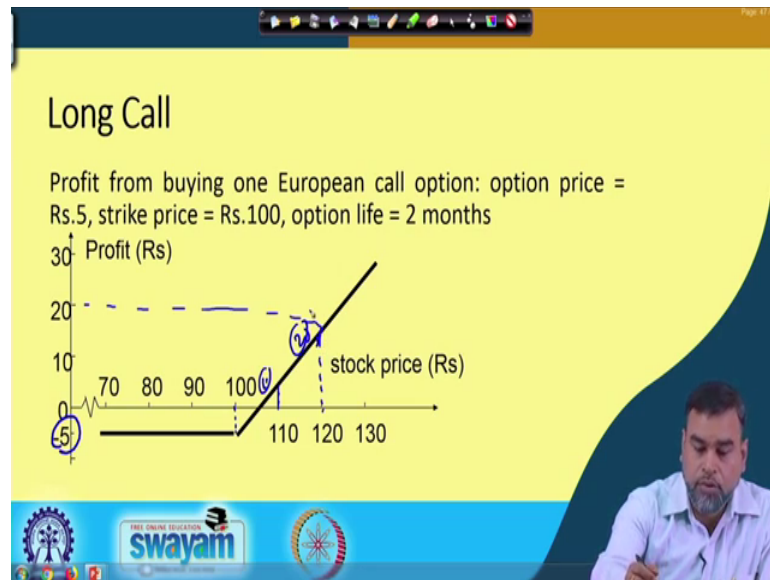 Page 47
Long Call
Profit from buying one European call option: option price =
Rs.5, strike price = Rs.100, option life = 2 months
30 Profit (Rs)
20
10
stock price (Rs)
70 80 90 100
0
110 120 130
-5
FREE ONLINE EDUCATION
swayam